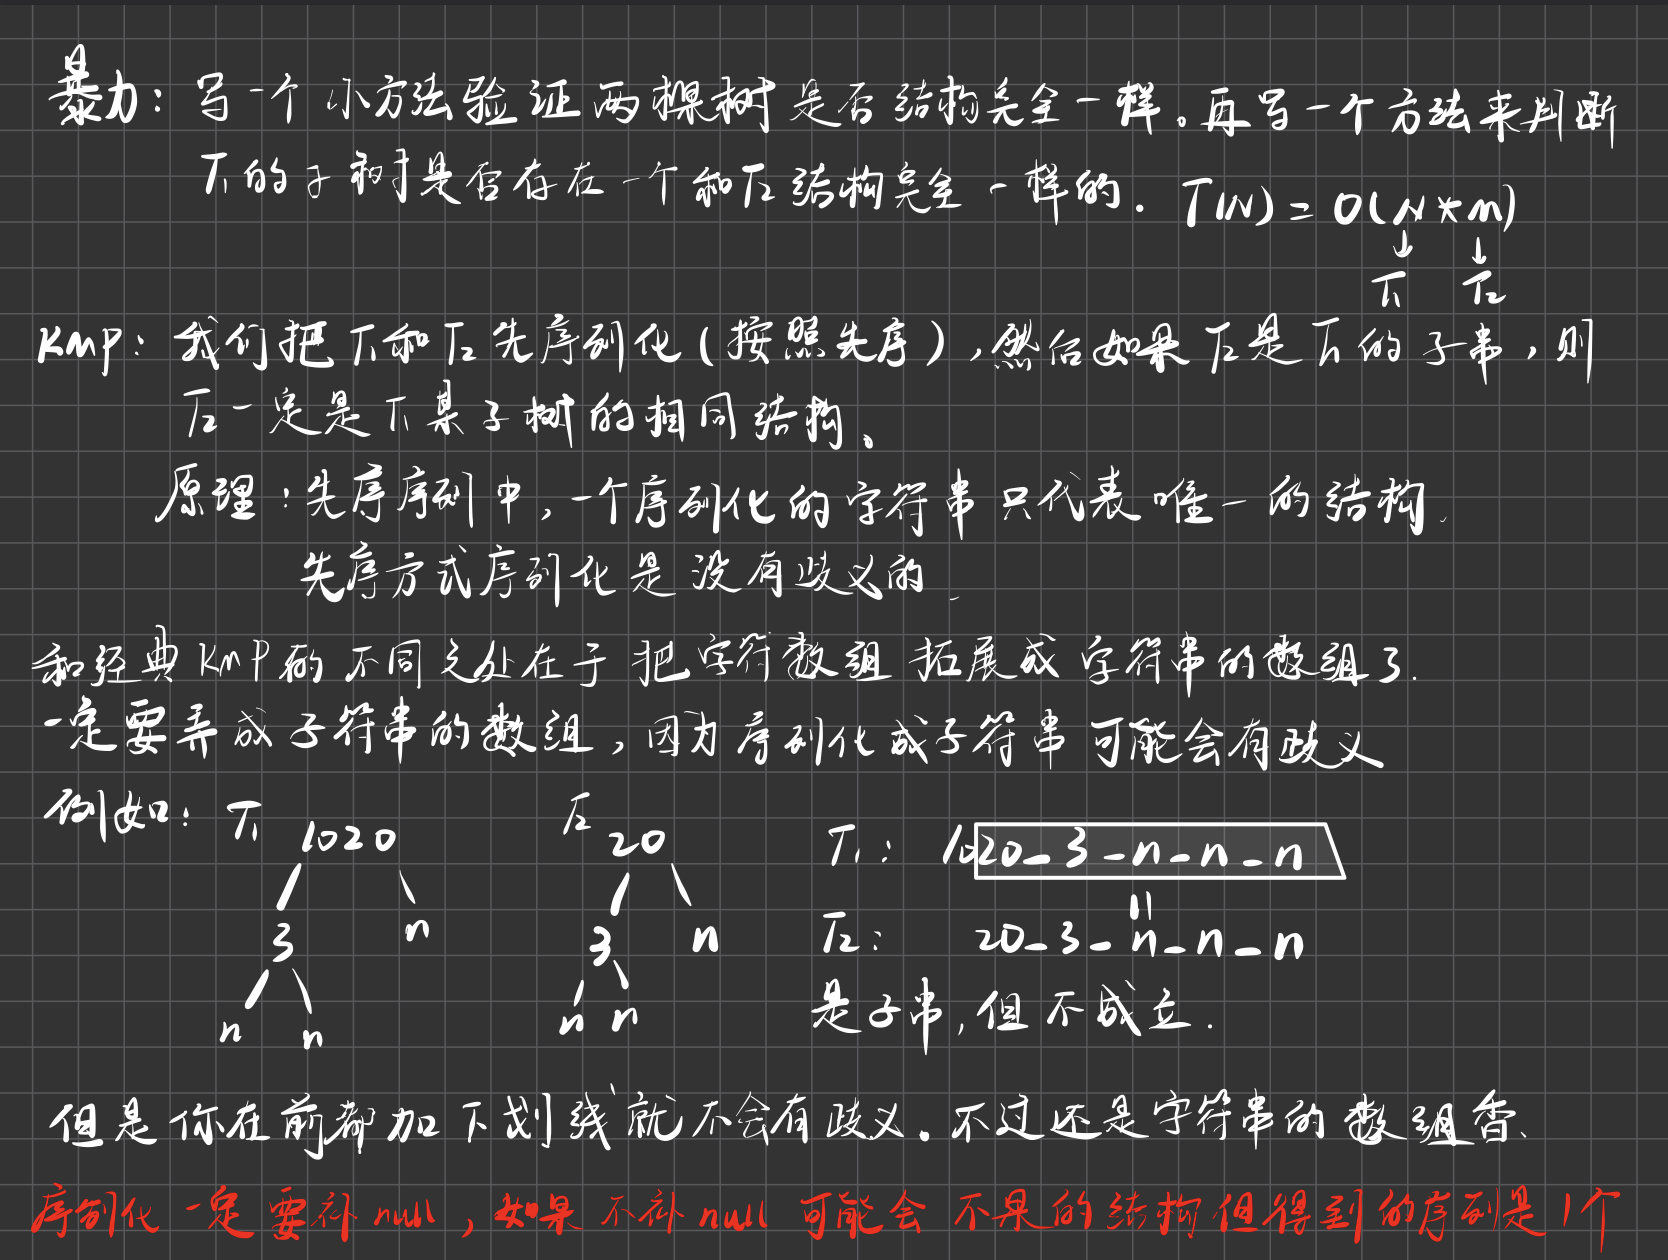 暴力：写一个小方法验证两棵树是否结构完全一样。再写一个方法来判断
T1的子树是否存在一个和T2结构完全一样的. T(N) = O(N*M)
↓ ↓
T1 T2
KMP：我们把T1和T2先序列化(按照先序)，然后如果T2是T1的子串，则
T2一定是T1某子树的相同结构。
原理：先序序列中，一个序列化的字符串只代表唯一的结构.
先序方式序列化是没有歧义的.
和经典KMP的不同之处在于把字符数组拓展成字符串的数组了.
一定要弄成子符串的数组，因为序列化成子符串可能会有歧义
例如： T1 T2
1020 20 T1： 1020_3_n_n_n
3 n 3 n T2： 20_3_n_n_n
n n n n 是子串，但不成立.
但是你在前都加下划线就不会有歧义。不过还是字符串的数组香、
序列化一定要补null，如果不补null可能会不果的结构但得到的序列是1个